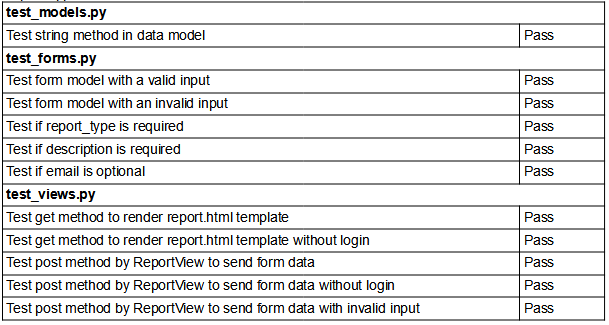 test_models.py
Test string method in data model Pass
test_forms.py
Test form model with a valid input Pass
Test form model with an invalid input Pass
Test if report_type is required Pass
Test if description is required Pass
Test if email is optional Pass
test_views.py
Test get method to render report.html template Pass
Test get method to render report.html template without login Pass
Test post method by ReportView to send form data Pass
Test post method by ReportView to send form data without login Pass
Test post method by ReportView to send form data with invalid input Pass